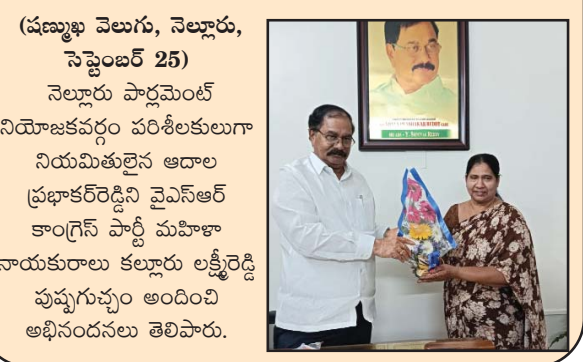 (షణ్ముఖ వెలుగు, నెల్లూరు,
సెప్టెంబర్ 25)
నెల్లూరు పార్లమెంట్
నియోజకవర్గం పరిశీలకులుగా
నియమితులైన ఆదాల
ప్రభాకర్‌రెడ్డిని వైఎస్ఆర్
కాంగ్రెస్ పార్టీ మహిళా
నాయకురాలు కల్లూరు లక్ష్మీరెడ్డి
పుష్పగుచ్చం అందించి
అభినందనలు తెలిపారు.